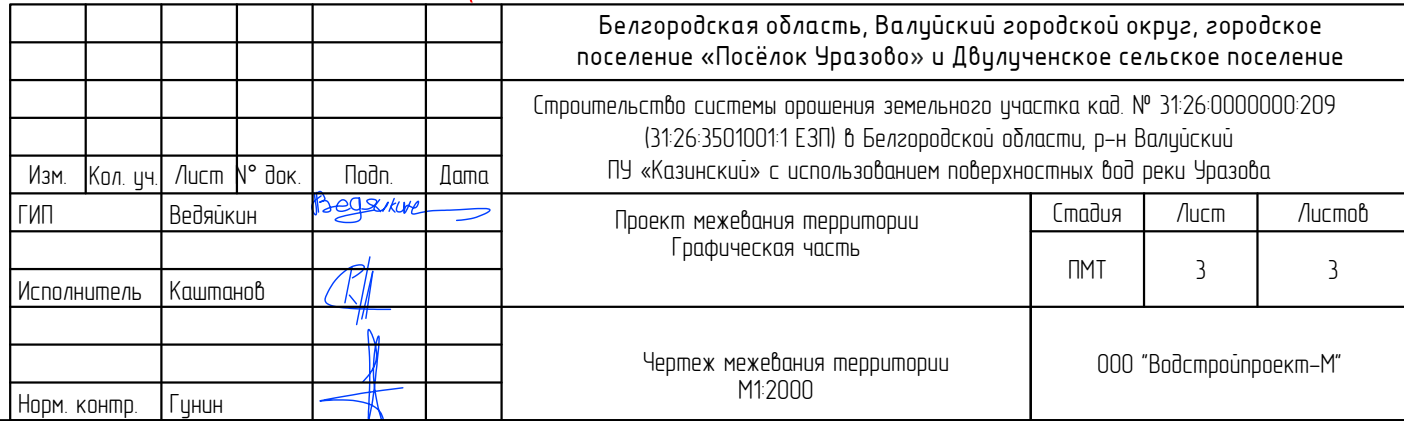 Белгородская область, Валуйский городской округ, городское
поселение «Посёлок Уразово» и Двулученское сельское поселение
Строительство системы орошения земельного участка кад. № 31:26:0000000:209
(31:26:3501001:1 ЕЗП) в Белгородской области, р-н Валуйский
ПУ «Казинский» с использованием поверхностных вод реки Уразова
Изм. Кол. уч. Лист N° док. Подп. Дата
ГИП Ведяйкин Ведяйкин
Проект межевания территории
Графическая часть
Стадия Лист Листов
ПМТ 3 3
Исполнитель Каштанов
Чертеж межевания территории
М1:2000
ООО "Водстройпроект-М"
Норм. контр. Гунин